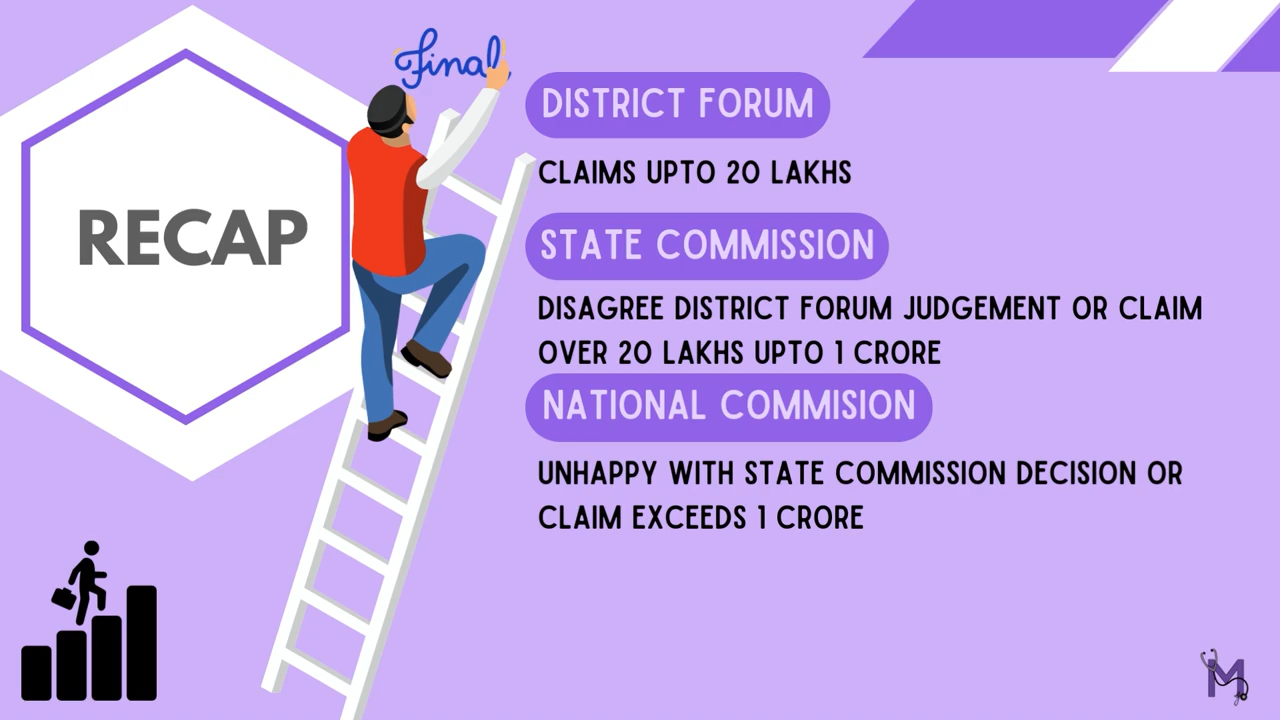 Final
DISTRICT FORUM
CLAIMS UPTO 20 LAKHS
RECAP
STATE COMMISSION
DISAGREE DISTRICT FORUM JUDGEMENT OR CLAIM
OVER 20 LAKHS UPTO 1 CRORE
NATIONAL COMMISION
UNHAPPY WITH STATE COMMISSION DECISION OR
CLAIM EXCEEDS 1 CRORE
M